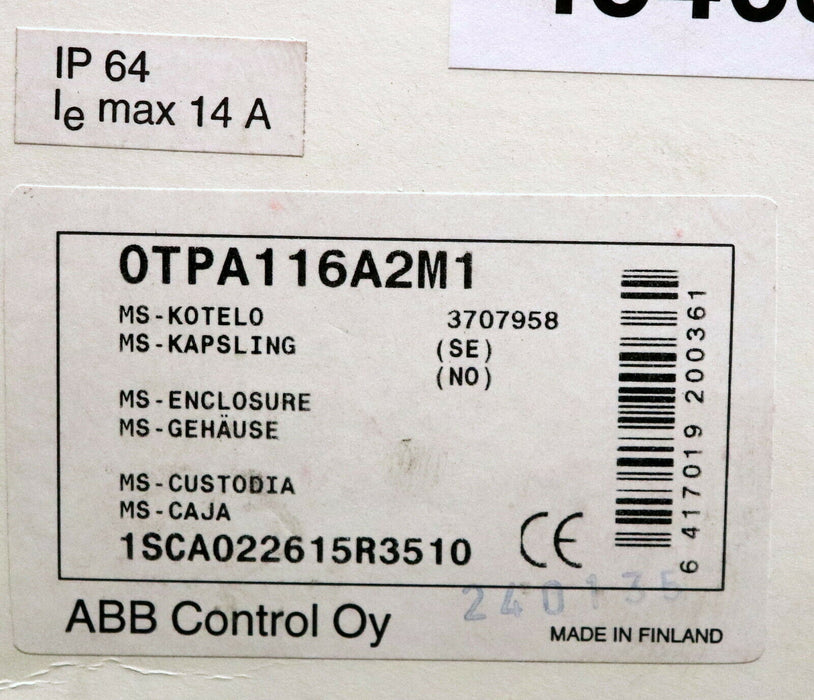 IP 64
Ie max 14 A
OTPA116A2M1
MS-KOTELO 3707958
MS-KAPSLING (SE)
(NO)
MS-ENCLOSURE
MS-GEHÄUSE
MS-CUSTODIA
MS-CAJA
1SCA022615R3510
CE
6 417019 200361
240135
ABB Control Oy
MADE IN FINLAND